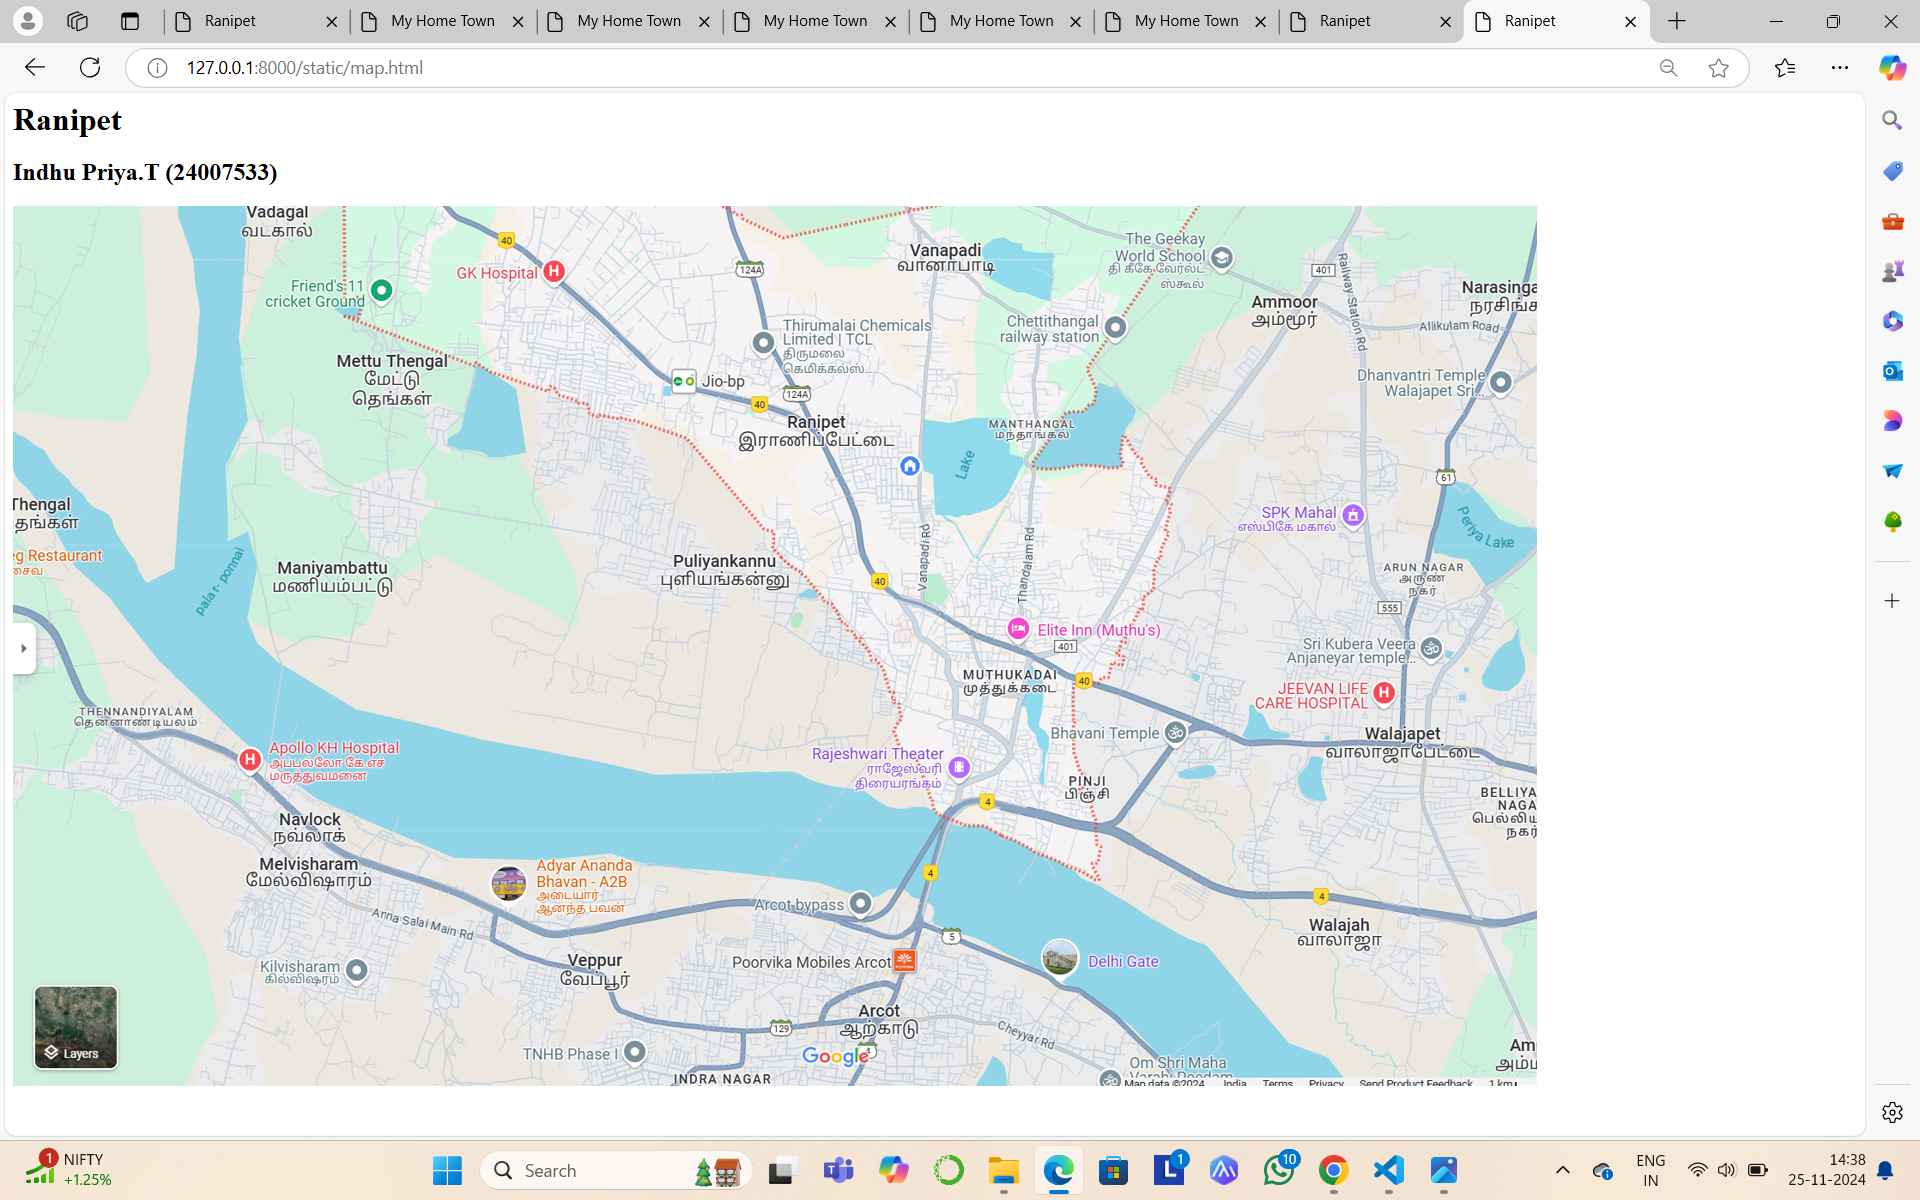 Ranipet
My Home Town
My Home Town
My Home Town
My Home Town
My Home Town
Ranipet
Ranipet
127.0.0.1:8000/static/map.html
Ranipet
Indhu Priya.T (24007533)
Vadagal
வடகால்
40
GK Hospital
H
124A
Vanapadi
வானாபாடி
The Geekay
World School
தி கீகே வேர்லட்
ஸ்கூல்
401
Railway Station Rd
Narasinga
நரசிங்க
Friend's 11
cricket Ground
Ammoor
அம்மூர்
Allikulam Road
Thirumalai Chemicals
Limited | TCL
திருமலை
கெமிக்கல்ஸ்...
Chettithangal
railway station
Mettu Thengal
மேட்டு
தெங்கள்
Jio-bp
124A
40
Dhanvantri Temple
Walajapet Sri...
Ranipet
இராணிப்பேட்டை
MANTHANGAL
மந்தாங்கல்
Lake
61
Thengal
தெங்கள்
SPK Mahal
எஸ்பிகே மகால்
Periya Lake
eg Restaurant
சைவ
palar- ponnai
Maniyambattu
மணியம்பட்டு
Puliyankannu
புளியங்கன்னு
Vanapadi Rd
Thandalam Rd
40
ARUN NAGAR
அருண்
நகர்
555
Elite Inn (Muthu's)
401
Sri Kubera Veera
Anjaneyar temple...
MUTHUKADAI
முத்துக்கடை
40
JEEVAN LIFE
CARE HOSPITAL
H
THENNANDIYALAM
தென்னாண்டியலம்
Bhavani Temple
Walajapet
வாலாஜாபேட்டை
Apollo KH Hospital
அப்பல்லோ கே.எச்
மருத்துவமனை
H
Rajeshwari Theater
ராஜேஸ்வரி
திரையரங்கம்
PINJI
பிஞ்சி
4
BELLIYA
NAGA
பெல்லிய
நகர்
Navlock
நவ்லாக்
Melvisharam
மேல்விஷாரம்
Adyar Ananda
Bhavan - A2B
அடையார்
ஆனந்த பவன்
4
4
Arcot bypass
Anna Salai Main Rd
Walajah
வாலாஜா
5
Kilvisharam
கில்விஷரம்
Veppur
வேப்பூர்
Poorvika Mobiles Arcot
Delhi Gate
Arcot
ஆற்காடு
129
Cheyyar Rd
Layers
TNHB Phase I
Google
4
Om Shri Maha
Varahi Peedam
Am
அம்ம
INDRA NAGAR
Map data ©2024 India Terms Privacy Send Product Feedback 1 km
1
NIFTY
+1.25%
Search
1
10
ENG
IN
14:38
25-11-2024